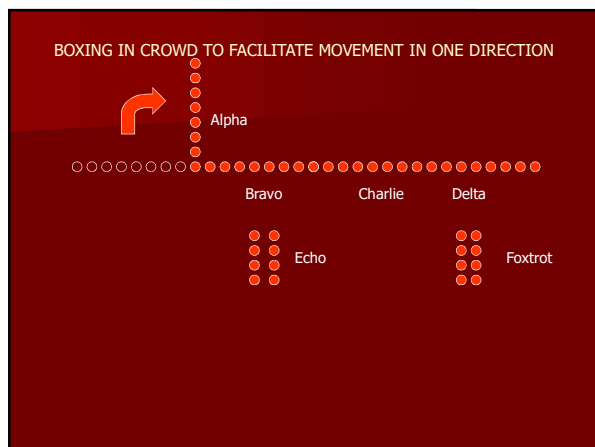 BOXING IN CROWD TO FACILITATE MOVEMENT IN ONE DIRECTION
Alpha
Bravo Charlie Delta
Echo Foxtrot